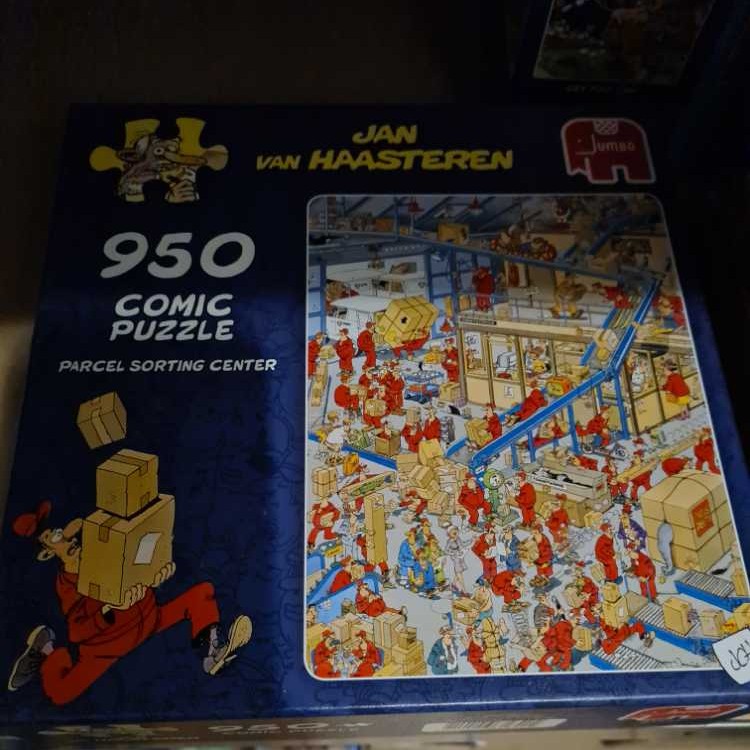 JAN
VAN HAASTEREN
Jumbo
950
COMIC
PUZZLE
PARCEL SORTING CENTER